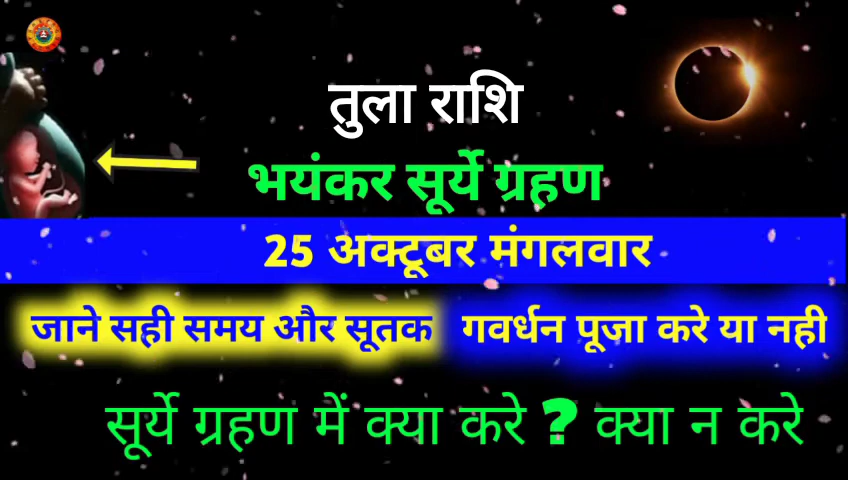 तुला राशि
भयंकर सूर्ये ग्रहण
25 अक्टूबर मंगलवार
जाने सही समय और सूतक गवर्धन पूजा करे या नही
सूर्ये ग्रहण में क्या करे ? क्या न करे